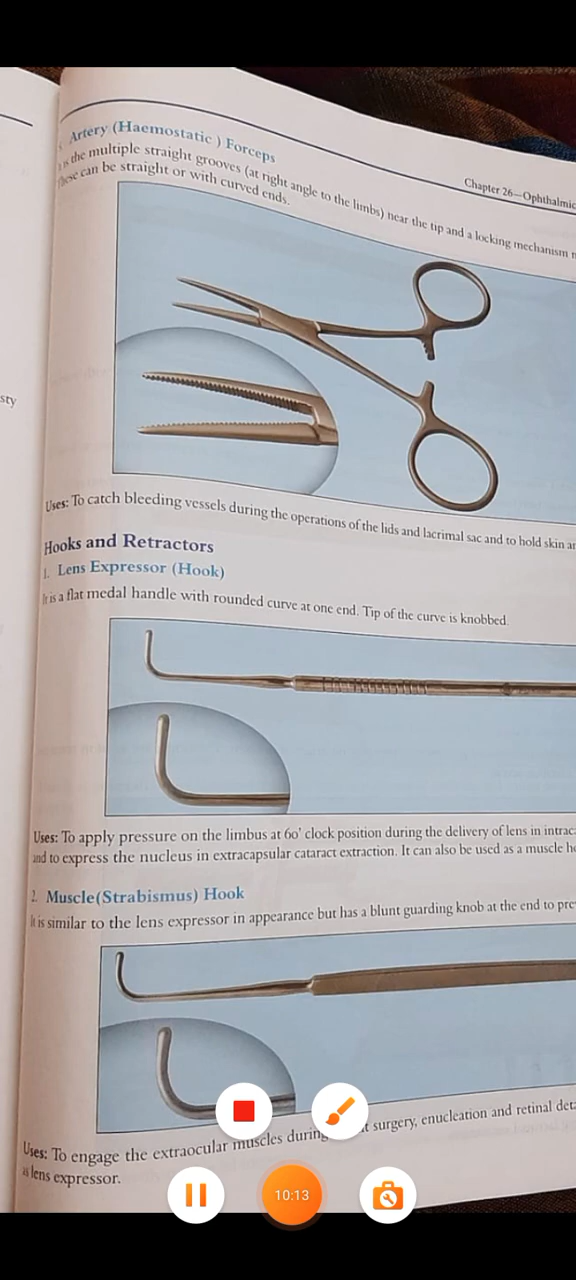 Artery (Haemostatic ) Forceps
Chapter 26—Ophthalmic
is the multiple straight grooves (at right angle to the limbs) near the tip and a locking mechanism
These can be straight or with curved ends.
sty
Uses: To catch bleeding vessels during the operations of the lids and lacrimal sac and to hold skin
Hooks and Retractors
1. Lens Expressor (Hook)
It is a flat medal handle with rounded curve at one end. Tip of the curve is knobbed.
Uses: To apply pressure on the limbus at 6o' clock position during the delivery of lens in
and to express the nucleus in extracapsular cataract extraction. It can also be used as a muscle
2. Muscle(Strabismus) Hook
It is similar to the lens expressor in appearance but has a blunt guarding knob at the end to
Uses: To engage the extraocular muscles during surgery, enucleation and retinal
as lens expressor.
10:13